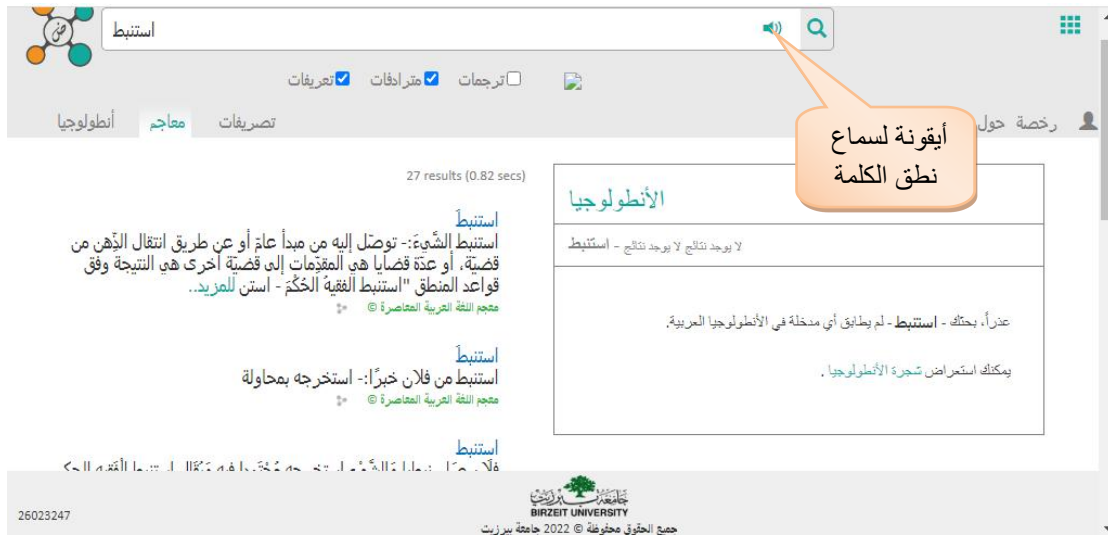 ض
استنبط
ترجمات مترادفات تعريفات
رخصة حول
تصريفات معاجم أنطولوجيا
أيقونة لسماع
نطق الكلمة
27 results (0.82 secs)
استنبطَ
استنبط الشَّيءَ:- توصّل إليه من مبدأ عامّ أو عن طريق انتقال الذِّهن من
قضيّة، أو عدّة قضايا هي المقدِّمات إلى قضيّة أخرى هي النتيجة وفق
قواعد المنطق "استنبط الفقيهُ الحُكْمَ - استن للمزيد..
معجم اللغة العربية المعاصرة ©
استنبطَ
استنبط من فلان خبرًا:- استخرجه بمحاولة
معجم اللغة العربية المعاصرة ©
استنبط
الأنطولوجيا
لا يوجد نتائج لا يوجد نتائج - استنبط
عذراً، بحثك - استنبط - لم يطابق أي مدخلة في الأنطولوجيا العربية.
يمكنك استعراض شجرة الأنطولوجيا .
جامعة بيرزيت
BIRZEIT UNIVERSITY
جميع الحقوق محفوظة © 2022 جامعة بيرزيت
26023247